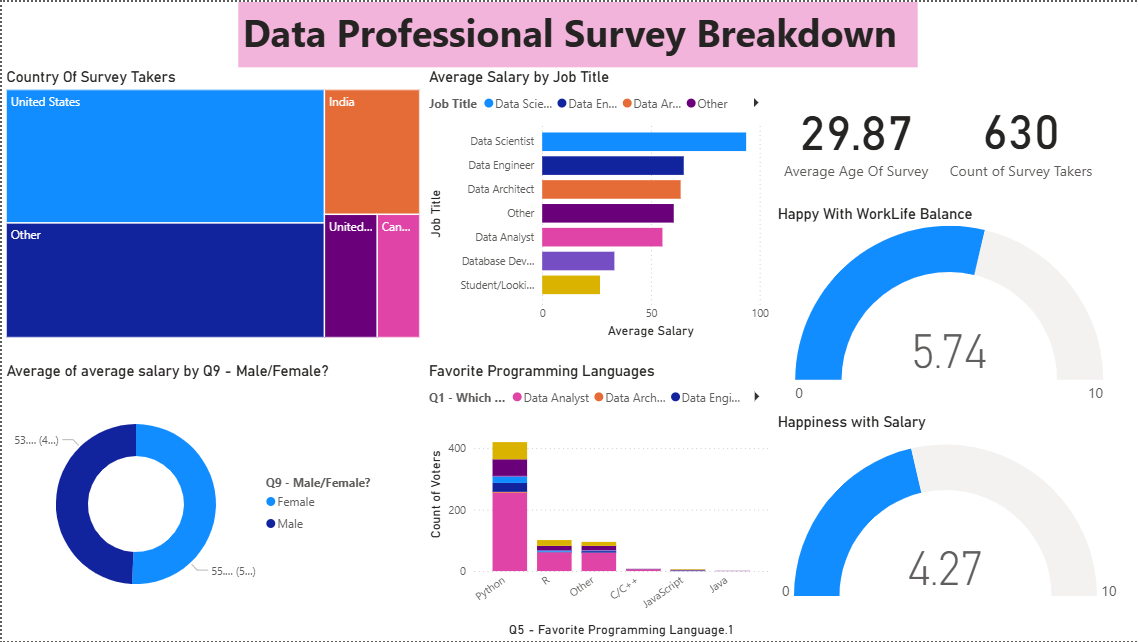 Data Professional Survey Breakdown
Country Of Survey Takers
United States
India
Other
United...
Can...
Average Salary by Job Title
Job Title Data Scie... Data En... Data Ar... Other
Job Title
Data Scientist
Data Engineer
Data Architect
Other
Data Analyst
Database Dev...
Student/Looki...
0 50 100
Average Salary
29.87
Average Age Of Survey
630
Count of Survey Takers
Happy With WorkLife Balance
5.74
0 10
Average of average salary by Q9 - Male/Female?
53.... (4...)
55.... (5...)
Q9 - Male/Female?
Female
Male
Favorite Programming Languages
Q1 - Which ... Data Analyst Data Arch... Data Engi...
Count of Voters
400
200
0
Python R Other C/C++ JavaScript Java
Q5 - Favorite Programming Language.1
Happiness with Salary
4.27
0 10